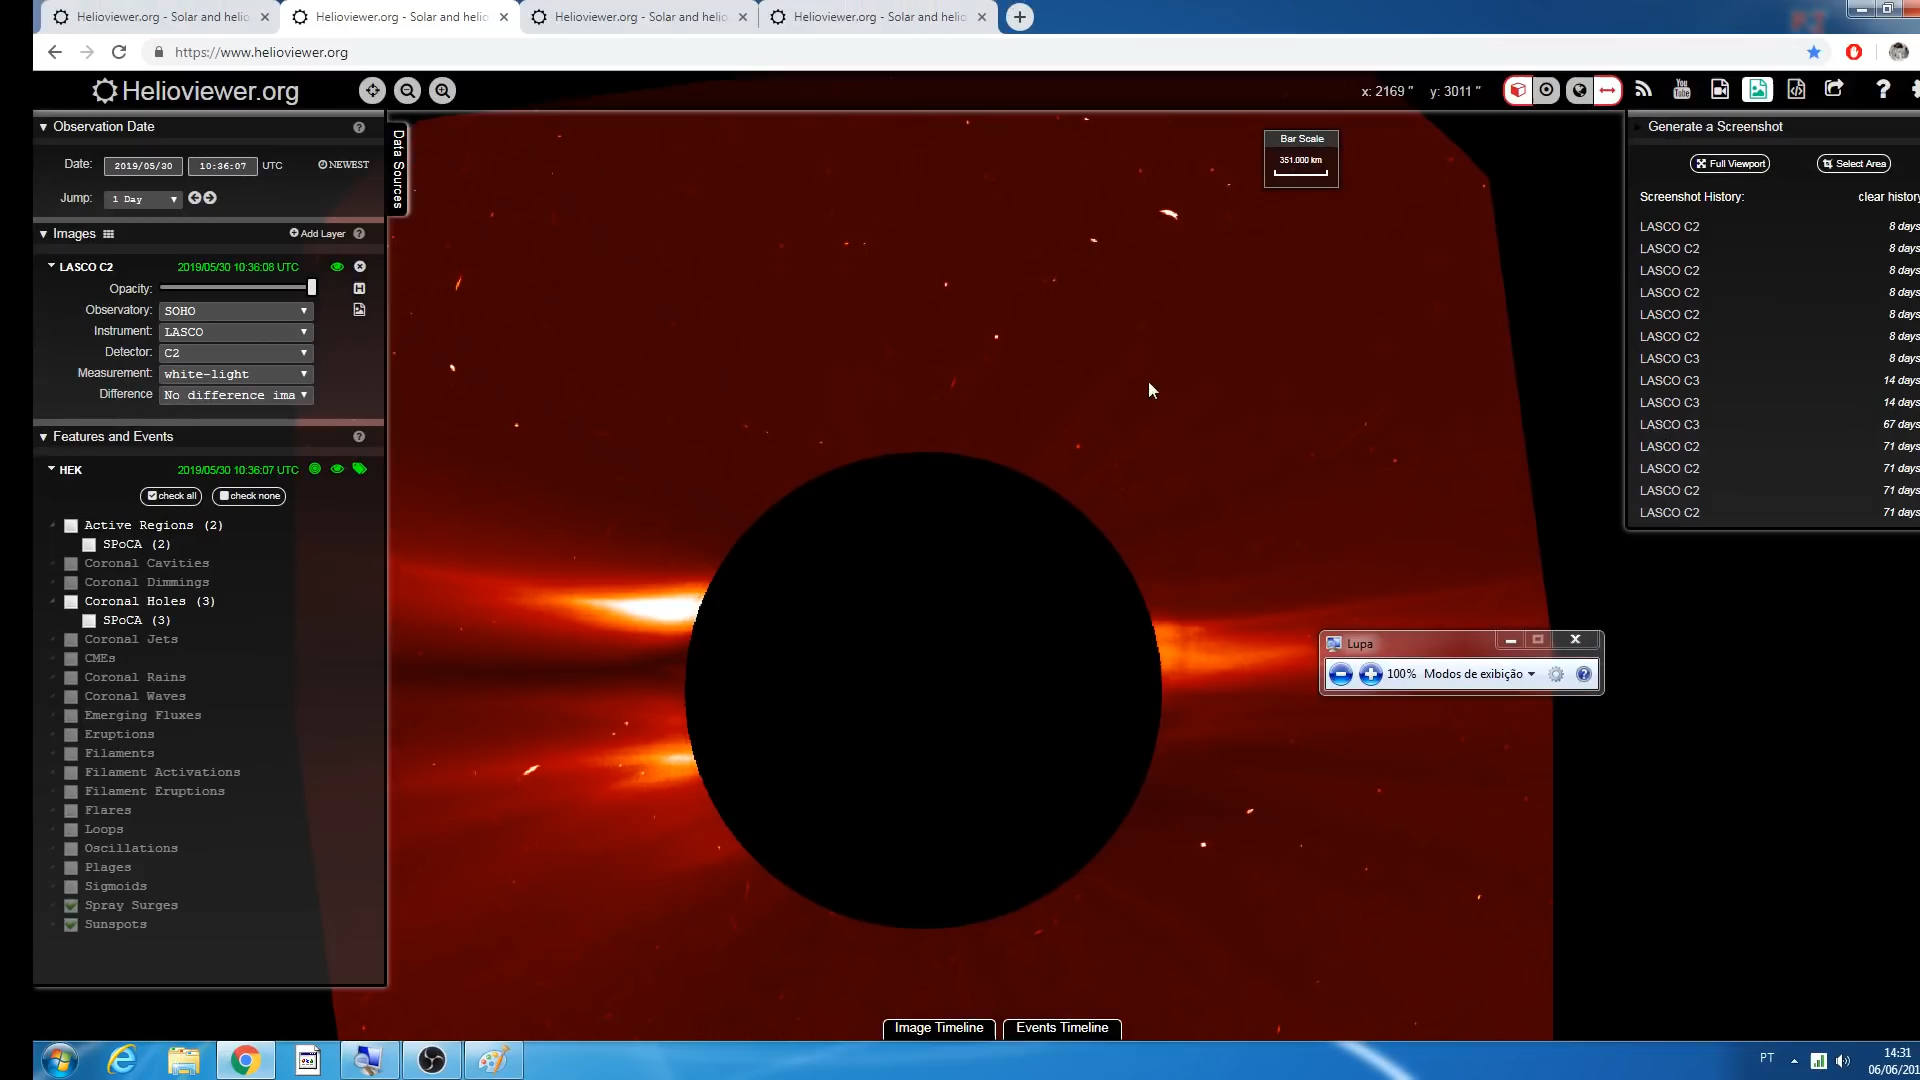 Helioviewer.org - Solar and helio
Helioviewer.org - Solar and helio
Helioviewer.org - Solar and helio
Helioviewer.org - Solar and helio
https://www.helioviewer.org
Helioviewer.org
x: 2169 "
y: 3011 "
Observation Date
Date:
2019/05/30
10:36:07
UTC
NEWEST
Jump:
1 Day
Data Sources
Images
Add Layer
LASCO C2
2019/05/30 10:36:08 UTC
Opacity:
Observatory:
SOHO
Instrument:
LASCO
Detector:
C2
Measurement:
white-light
Difference
No difference ima
Features and Events
HEK
2019/05/30 10:36:07 UTC
check all
check none
Active Regions (2)
SPoCA (2)
Coronal Cavities
Coronal Dimmings
Coronal Holes (3)
SPoCA (3)
Coronal Jets
CMEs
Coronal Rains
Coronal Waves
Emerging Fluxes
Eruptions
Filaments
Filament Activations
Filament Eruptions
Flares
Loops
Oscillations
Plages
Sigmoids
Spray Surges
Sunspots
Bar Scale
351.000 km
Generate a Screenshot
Full Viewport
Select Area
Screenshot History:
clear history
LASCO C2 8 days
LASCO C2 8 days
LASCO C2 8 days
LASCO C2 8 days
LASCO C2 8 days
LASCO C2 8 days
LASCO C3 8 days
LASCO C3 14 days
LASCO C3 14 days
LASCO C3 67 days
LASCO C2 71 days
LASCO C2 71 days
LASCO C2 71 days
LASCO C2 71 days
Lupa
100%
Modos de exibição
Image Timeline
Events Timeline
PT
14:31
06/06/201